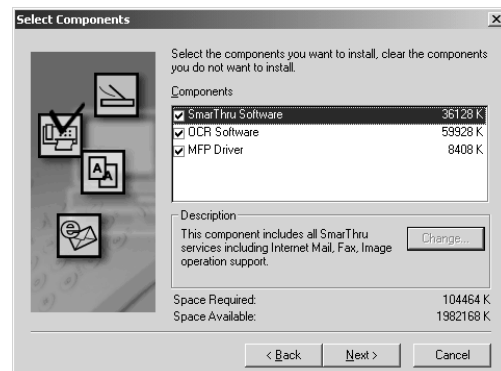 Select Components
Select the components you want to install, clear the components
you do not want to install.
Components
SmarThru Software 36128 K
OCR Software 59928 K
MFP Driver 8408 K
Description
This component includes all SmarThru
services including Internet Mail, Fax, Image
operation support.
Change...
Space Required: 104464 K
Space Available: 1982168 K
< Back Next > Cancel